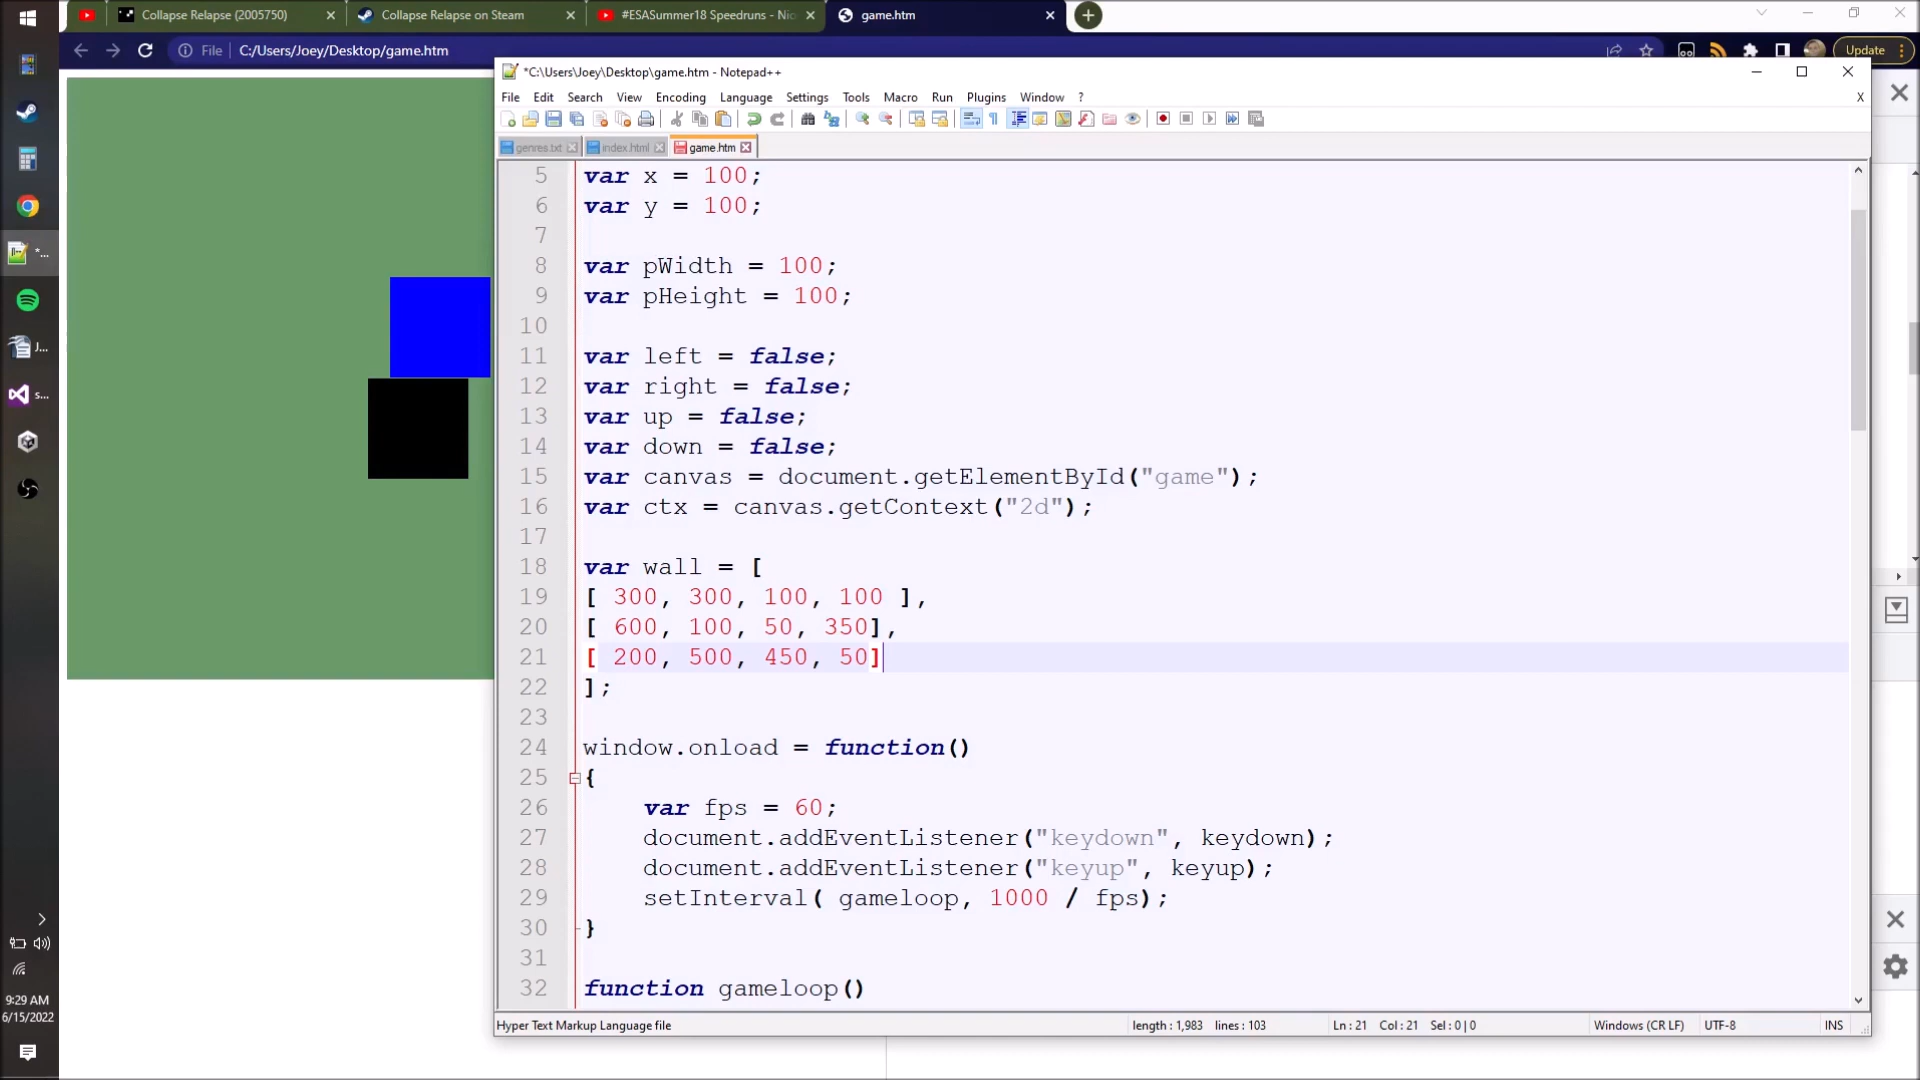 Collapse Relapse (2005750)
Collapse Relapse on Steam
#ESASummer18 Speedruns - Nic
game.htm
File
C:/Users/Joey/Desktop/game.htm
Update
*C:\Users\Joey\Desktop\game.htm - Notepad++
File Edit Search View Encoding Language Settings Tools Macro Run Plugins Window ?
X
genres.txt
index.html
game.htm
5 var x = 100;
6 var y = 100;
7
8 var pWidth = 100;
9 var pHeight = 100;
10
11 var left = false;
12 var right = false;
13 var up = false;
14 var down = false;
15 var canvas = document.getElementById("game");
16 var ctx = canvas.getContext("2d");
17
18 var wall = [
19 [ 300, 300, 100, 100 ],
20 [ 600, 100, 50, 350],
21 [ 200, 500, 450, 50]
22 ];
23
24 window.onload = function()
25 {
26 var fps = 60;
27 document.addEventListener("keydown", keydown);
28 document.addEventListener("keyup", keyup);
29 setInterval( gameloop, 1000 / fps);
30 }
31
32 function gameloop()
Hyper Text Markup Language file
length : 1,983 lines : 103
Ln : 21 Col : 21 Sel : 0 | 0
Windows (CR LF)
UTF-8
INS
*...
J...
s...
9:29 AM
6/15/2022